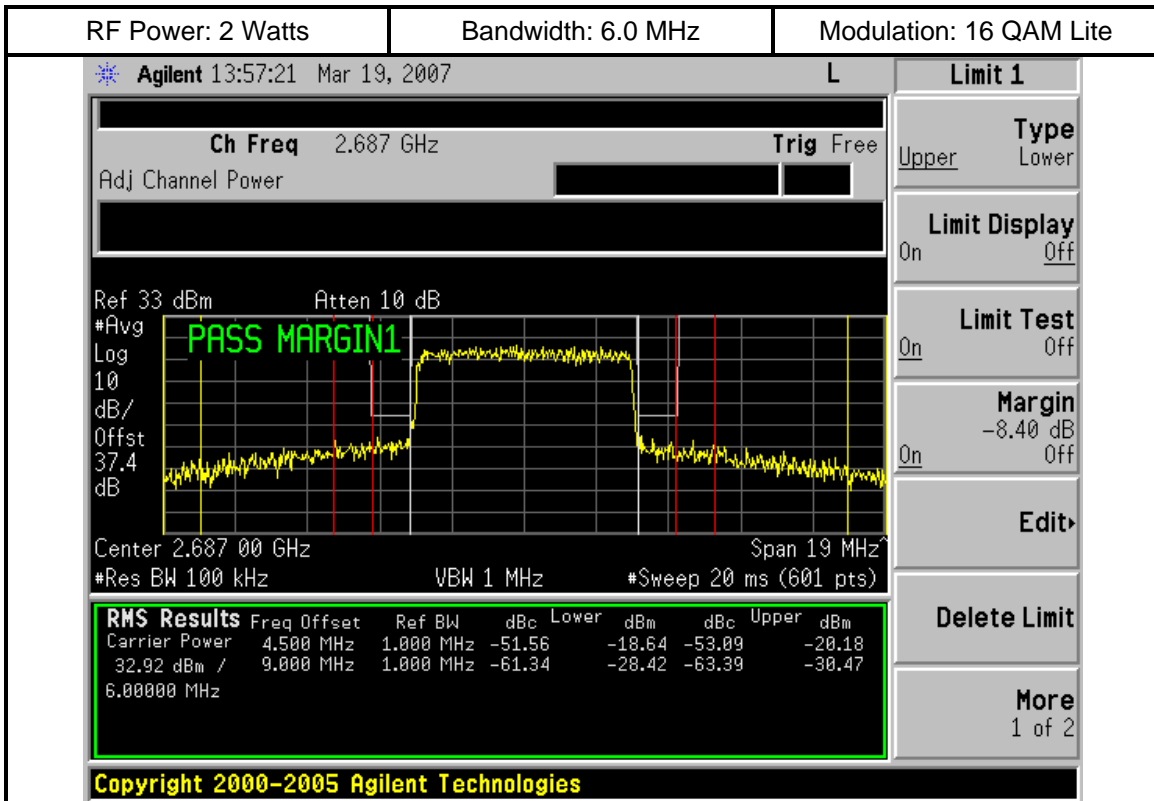 RF Power: 2 Watts Bandwidth: 6.0 MHz Modulation: 16 QAM Lite
Agilent 13:57:21 Mar 19, 2007 L
Limit 1
Ch Freq 2.687 GHz Trig Free
Adj Channel Power
Type
Upper Lower
Limit Display
On Off
Ref 33 dBm Atten 10 dB
#Avg
Log
10
dB/
Offst
37.4
dB
PASS MARGIN1
Limit Test
On Off
Margin
-8.40 dB
On Off
Center 2.687 00 GHz Span 19 MHz^
#Res BW 100 kHz VBW 1 MHz #Sweep 20 ms (601 pts)
Edit
RMS Results Freq Offset Ref BW dBc Lower dBm dBc Upper dBm
Carrier Power 4.500 MHz 1.000 MHz -51.56 -18.64 -53.09 -20.18
32.92 dBm / 9.000 MHz 1.000 MHz -61.34 -28.42 -63.39 -30.47
6.00000 MHz
Delete Limit
More
1 of 2
Copyright 2000-2005 Agilent Technologies